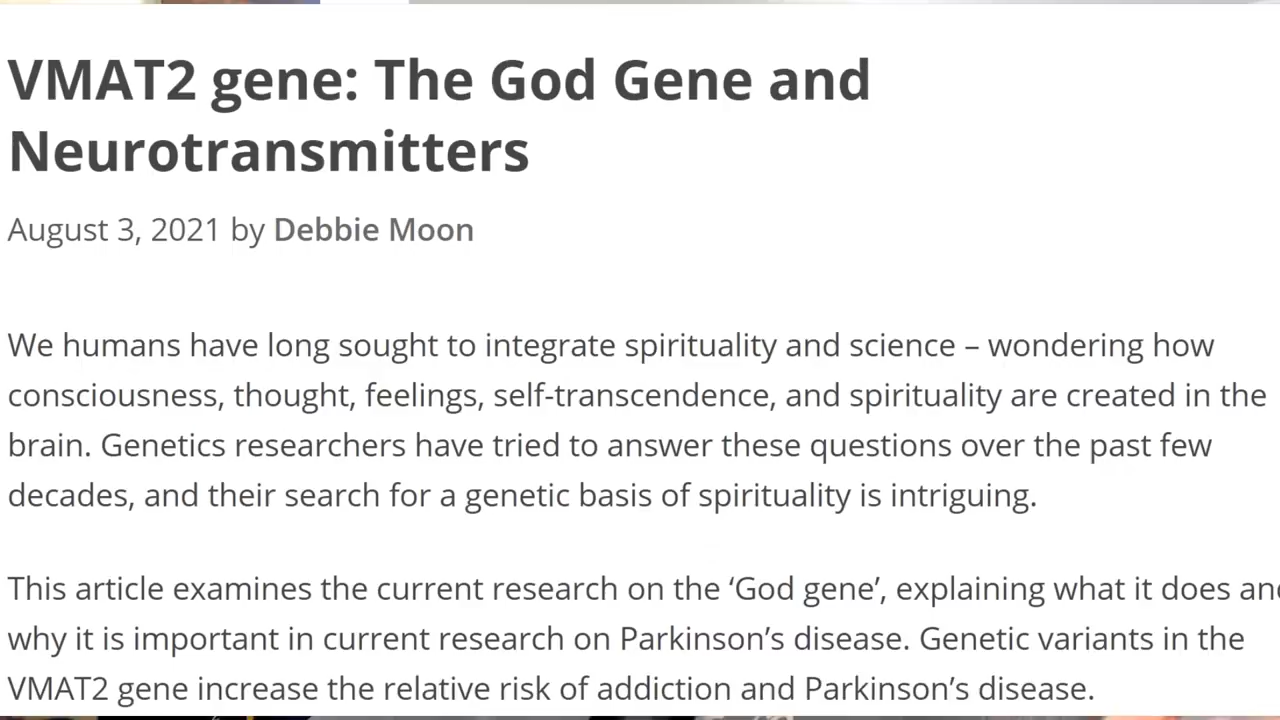 VMAT2 gene: The God Gene and
Neurotransmitters
August 3, 2021 by Debbie Moon
We humans have long sought to integrate spirituality and science – wondering how
consciousness, thought, feelings, self-transcendence, and spirituality are created in the
brain. Genetics researchers have tried to answer these questions over the past few
decades, and their search for a genetic basis of spirituality is intriguing.
This article examines the current research on the ‘God gene’, explaining what it does and
why it is important in current research on Parkinson’s disease. Genetic variants in the
VMAT2 gene increase the relative risk of addiction and Parkinson’s disease.